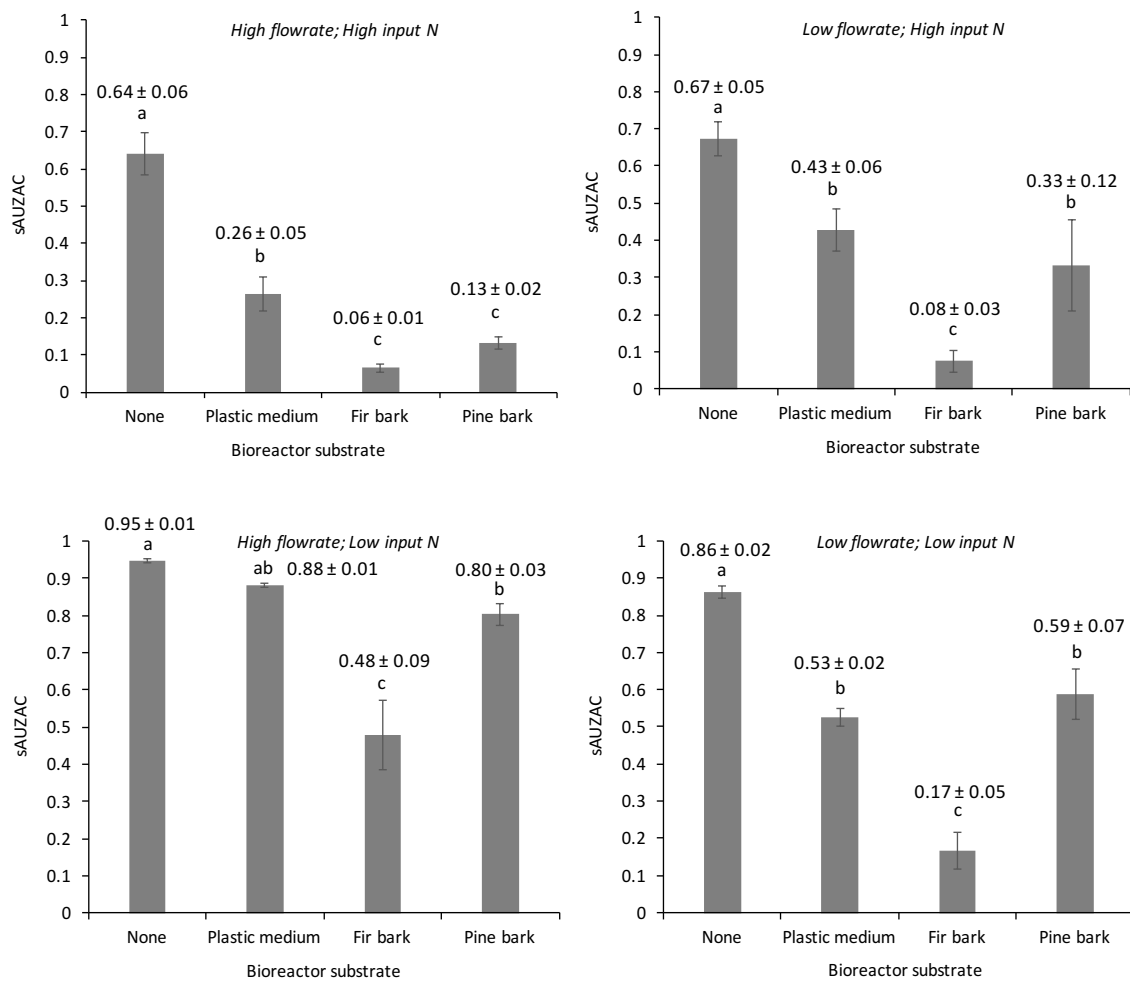 High flowrate; High input N
sAUZAC
1
0.9
0.8
0.7
0.6
0.5
0.4
0.3
0.2
0.1
0
0.64 ± 0.06
a
0.26 ± 0.05
b
0.06 ± 0.01
c
0.13 ± 0.02
c
None Plastic medium Fir bark Pine bark
Bioreactor substrate
Low flowrate; High input N
sAUZAC
1
0.9
0.8
0.7
0.6
0.5
0.4
0.3
0.2
0.1
0
0.67 ± 0.05
a
0.43 ± 0.06
b
0.08 ± 0.03
c
0.33 ± 0.12
b
None Plastic medium Fir bark Pine bark
Bioreactor substrate
High flowrate; Low input N
sAUZAC
1
0.9
0.8
0.7
0.6
0.5
0.4
0.3
0.2
0.1
0
0.95 ± 0.01
a
ab 0.88 ± 0.01
0.48 ± 0.09
c
0.80 ± 0.03
b
None Plastic medium Fir bark Pine bark
Bioreactor substrate
Low flowrate; Low input N
sAUZAC
1
0.9
0.8
0.7
0.6
0.5
0.4
0.3
0.2
0.1
0
0.86 ± 0.02
a
0.53 ± 0.02
b
0.17 ± 0.05
c
0.59 ± 0.07
b
None Plastic medium Fir bark Pine bark
Bioreactor substrate